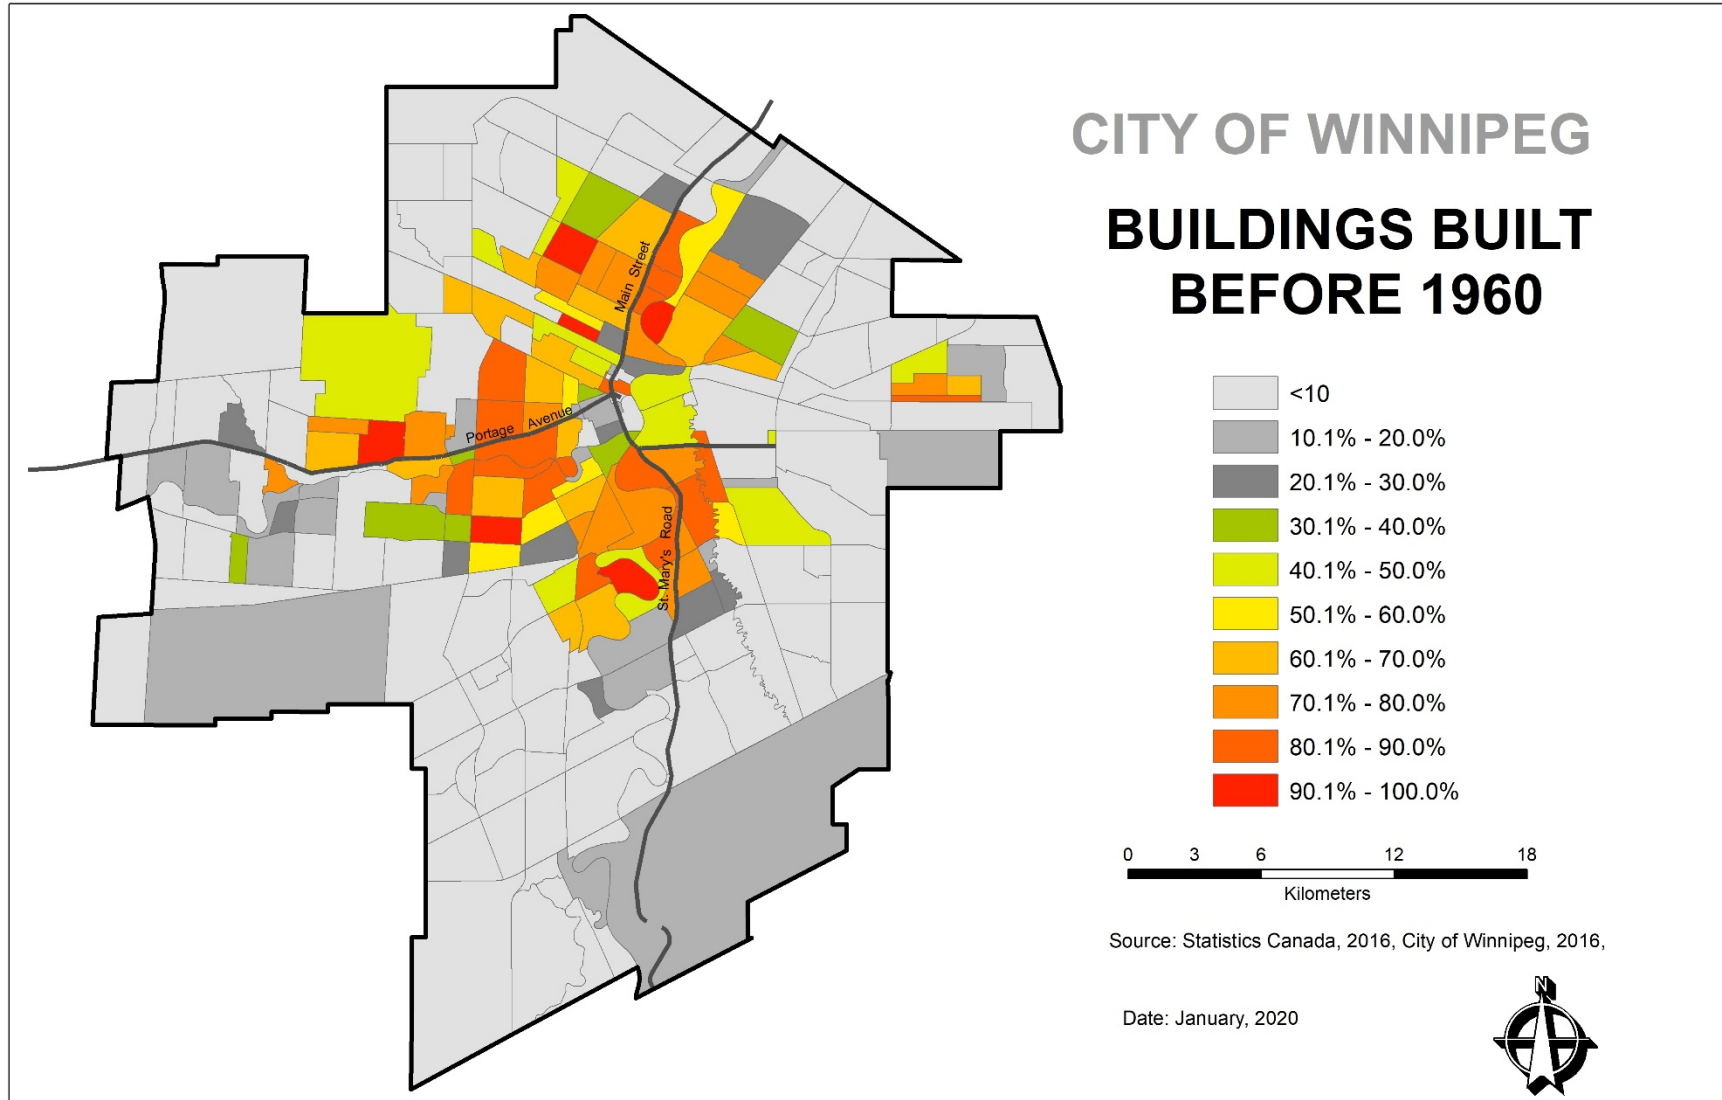 CITY OF WINNIPEG
BUILDINGS BUILT
BEFORE 1960
Main Street
Portage Avenue
St. Mary's Road
<10
10.1% - 20.0%
20.1% - 30.0%
30.1% - 40.0%
40.1% - 50.0%
50.1% - 60.0%
60.1% - 70.0%
70.1% - 80.0%
80.1% - 90.0%
90.1% - 100.0%
0 3 6 12 18
Kilometers
Source: Statistics Canada, 2016, City of Winnipeg, 2016,
Date: January, 2020
N